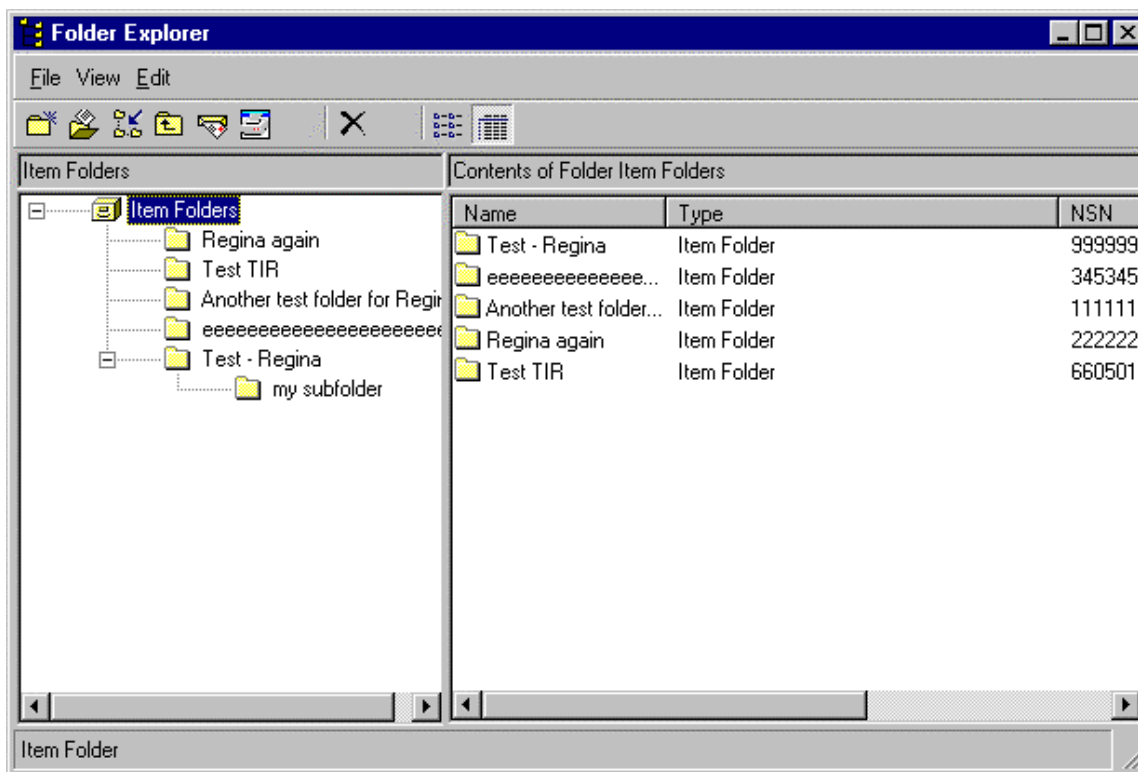 Folder Explorer
File View Edit
Item Folders
Contents of Folder Item Folders
Item Folders
Regina again
Test TIR
Another test folder for Regin
eeeeeeeeeeeeeeeeeeeeee
Test - Regina
my subfolder
Name Type NSN
Test - Regina Item Folder 999999
eeeeeeeeeeeeee... Item Folder 345345
Another test folder... Item Folder 111111
Regina again Item Folder 222222
Test TIR Item Folder 660501
Item Folder